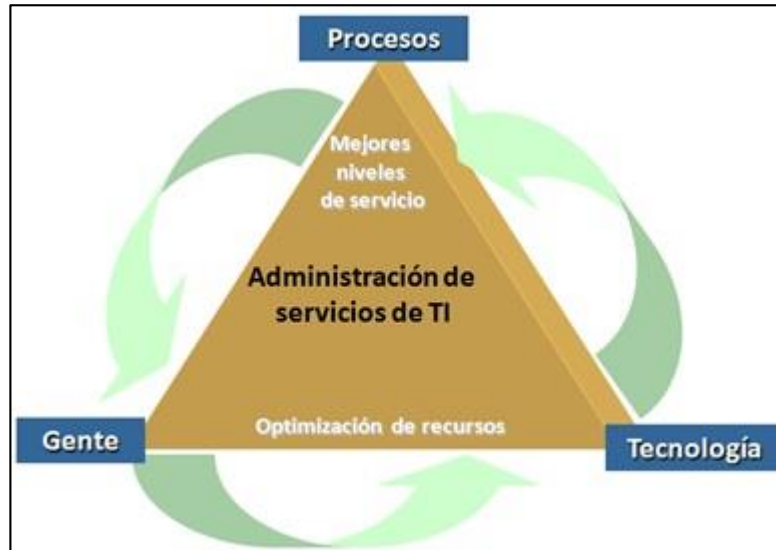 Procesos
Mejores
niveles
de servicio
Administración de
servicios de TI
Optimización de recursos
Gente
Tecnología